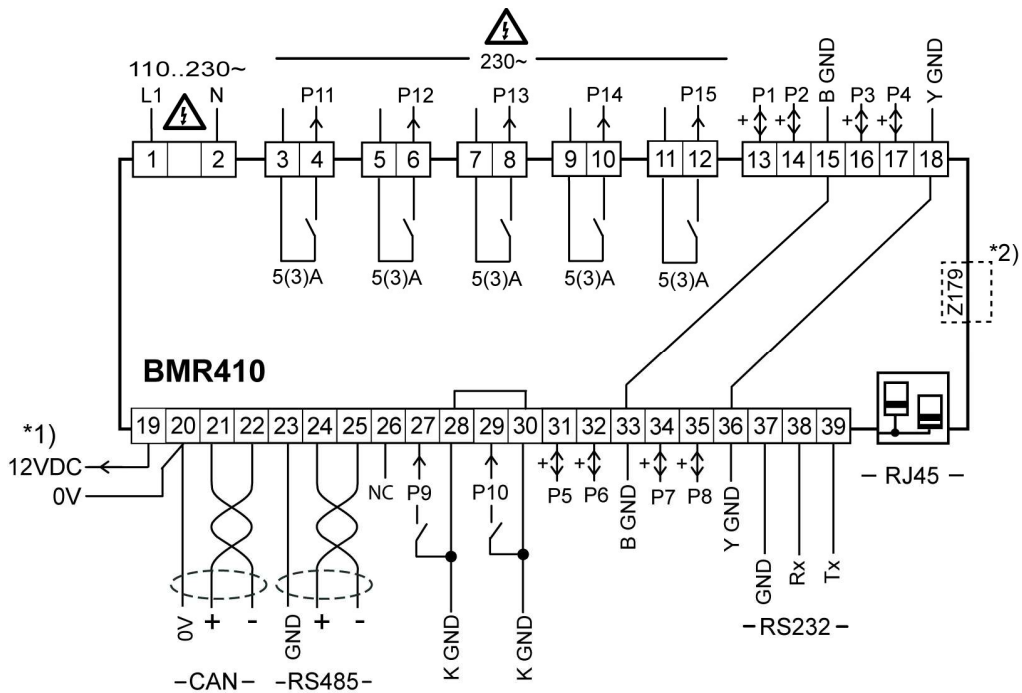 230~
110..230~
L1 N P11 P12 P13 P14 P15 P1 P2 B GND P3 P4 Y GND
+ + + +
1 2 3 4 5 6 7 8 9 10 11 12 13 14 15 16 17 18
5(3)A 5(3)A 5(3)A 5(3)A 5(3)A
*2)
Z179
BMR410
19 20 21 22 23 24 25 26 27 28 29 30 31 32 33 34 35 36 37 38 39
*1)
12VDC
0V
+ + + +
NC P9 P10 P5 P6 B GND P7 P8 Y GND
– RJ45 –
0V + - GND + - K GND K GND GND Rx Tx
–RS232–
–CAN– –RS485–